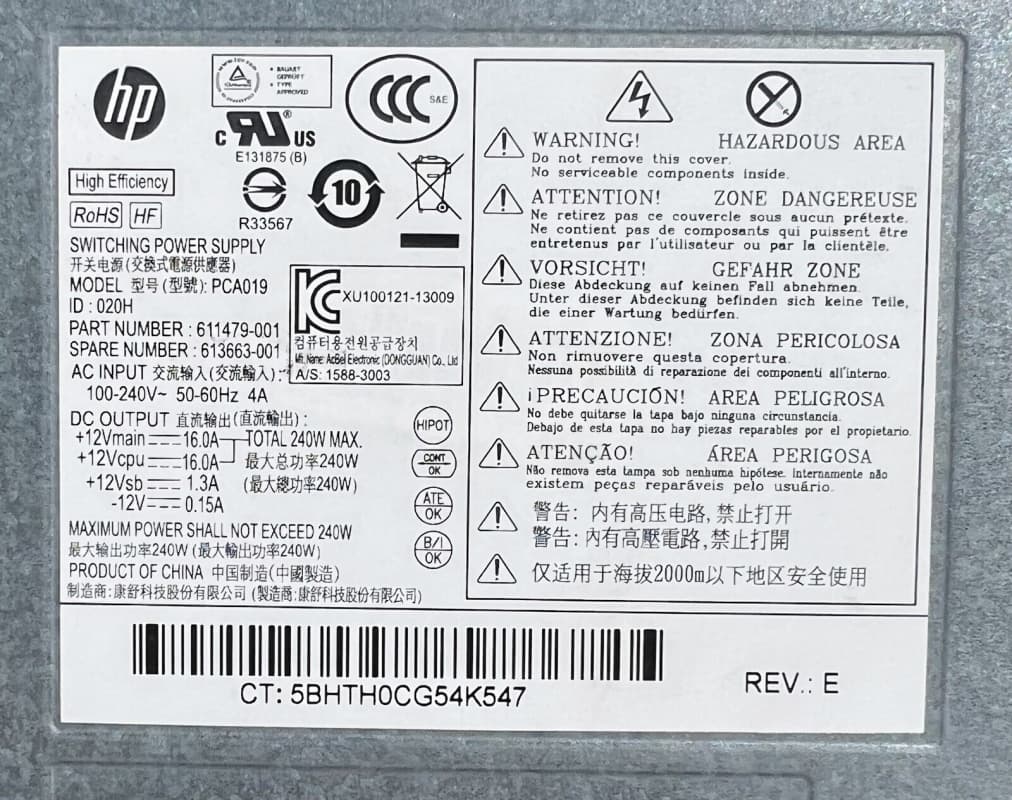 hp
BAUART
GEPRÜFT
TYPE
APPROVED
CCC S&E
c RU ® US
E131875 (B)
High Efficiency
RoHS HF
R33567
10
SWITCHING POWER SUPPLY
开关电源(交換式電源供應器)
MODEL 型号(型號): PCA019
ID : 020H
PART NUMBER : 611479-001
SPARE NUMBER : 613663-001
XU100121-13009
컴퓨터용전원공급장치
Mft. Name: AcBel Electronic (DONGGUAN) Co., Ltd
A/S: 1588-3003
AC INPUT 交流输入(交流輸入):
100-240V~ 50-60Hz 4A
DC OUTPUT 直流输出(直流輸出):
+12Vmain 16.0A TOTAL 240W MAX.
+12Vcpu 16.0A 最大总功率240W
+12Vsb 1.3A (最大總功率240W)
-12V 0.15A
HIPOT
CONT OK
ATE OK
B/I OK
MAXIMUM POWER SHALL NOT EXCEED 240W
最大输出功率240W (最大輸出功率240W)
PRODUCT OF CHINA 中国制造(中國製造)
制造商:康舒科技股份有限公司 (製造商:康舒科技股份有限公司)
WARNING! HAZARDOUS AREA
Do not remove this cover.
No serviceable components inside.
ATTENTION! ZONE DANGEREUSE
Ne retirez pas ce couvercle sous aucun prétexte.
Ne contient pas de composants qui puissent être
entretenus par l'utilisateur ou par la clientèle.
VORSICHT! GEFAHR ZONE
Diese Abdeckung auf keinen Fall abnehmen.
Unter dieser Abdeckung befinden sich keine Teile,
die einer Wartung bedürfen.
ATTENZIONE! ZONA PERICOLOSA
Non rimuovere questa copertura.
Nessuna possibilità di reparazione dei componenti all'interno.
¡PRECAUCIÓN! AREA PELIGROSA
No debe quitarse la tapa bajo ninguna circunstancia.
Debajo de esta tapa no hay piezas reparables por el propietario.
ATENÇÃO! ÁREA PERIGOSA
Não remova esta tampa sob nenhuma hipótese. Internamente não
existem peças reparáveis pelo usuário.
警告: 内有高压电路,禁止打开
警告: 內有高壓電路,禁止打開
仅适用于海拔2000m以下地区安全使用
CT: 5BHTH0CG54K547
REV.: E